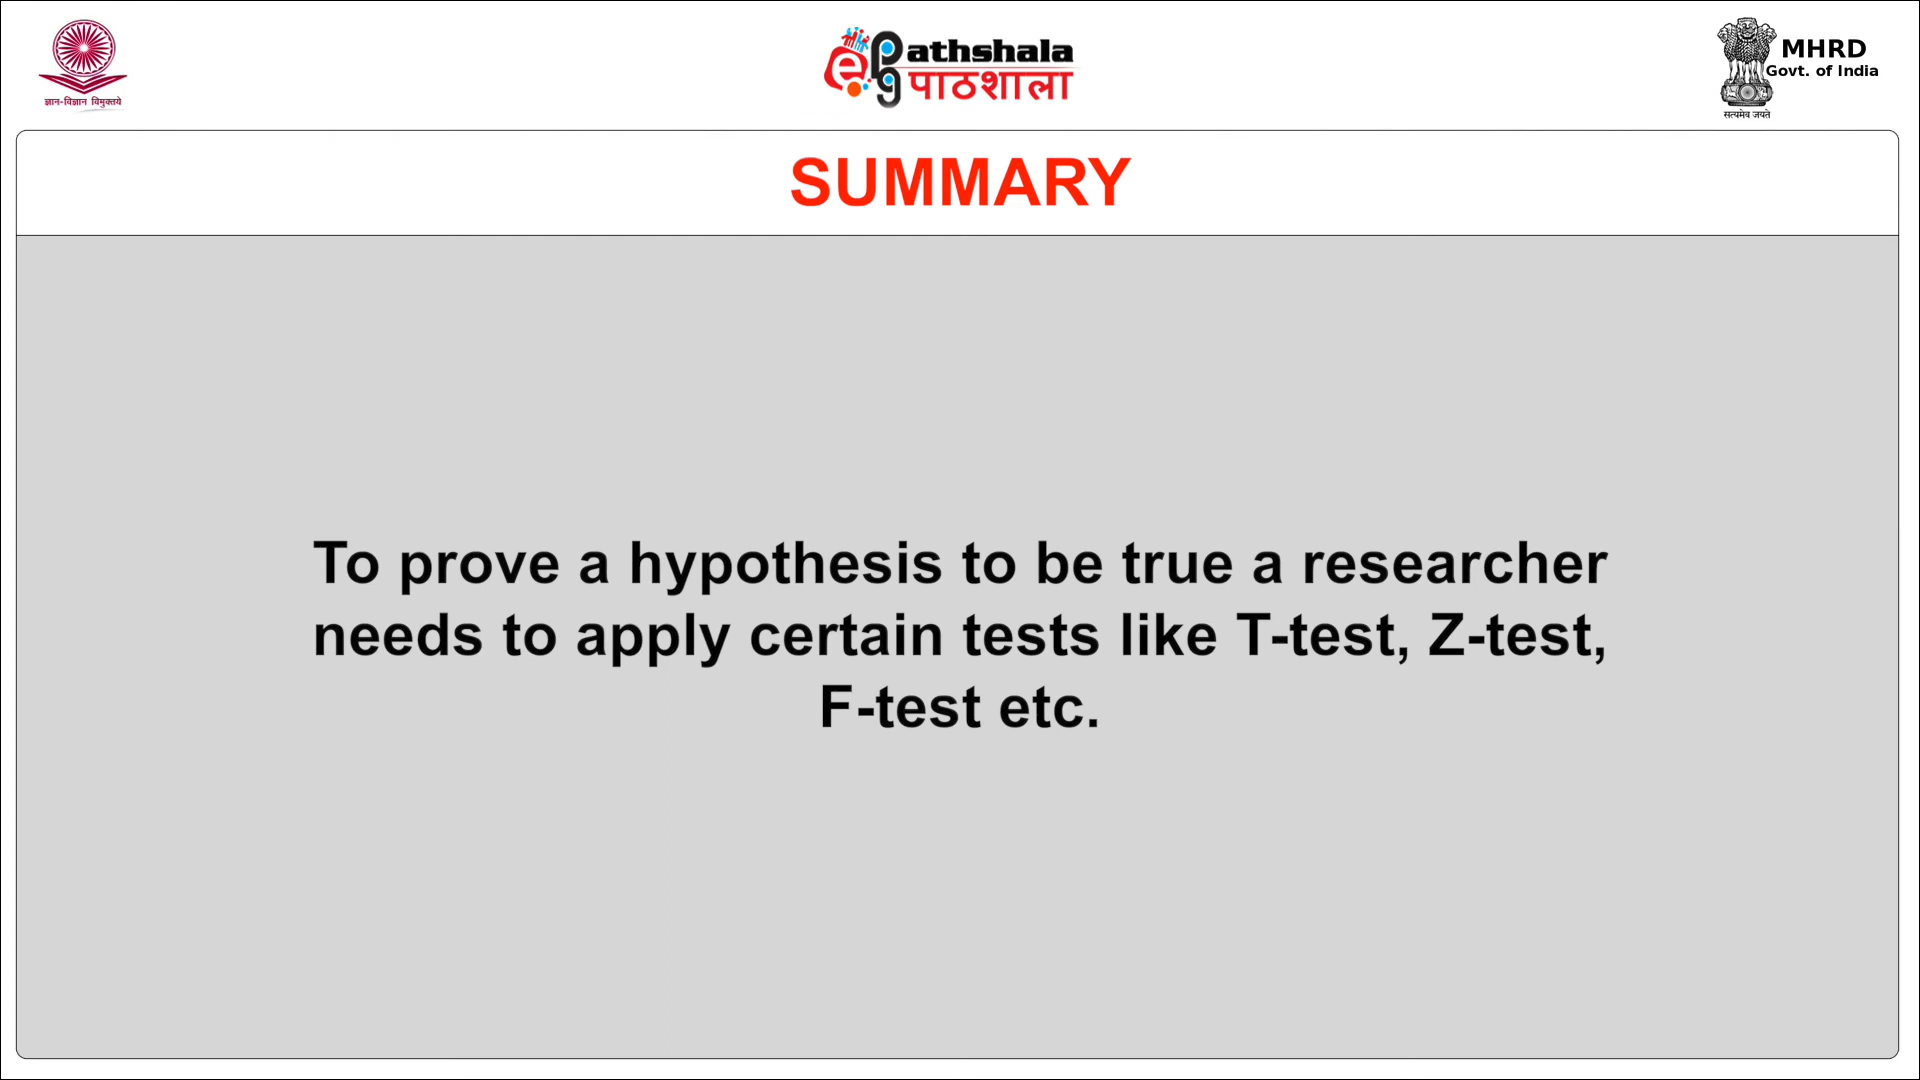 ज्ञान-विज्ञान विमुक्तये
e pg athshala
पाठशाला
MHRD
Govt. of India
सत्यमेव जयते
SUMMARY
To prove a hypothesis to be true a researcher
needs to apply certain tests like T-test, Z-test,
F-test etc.